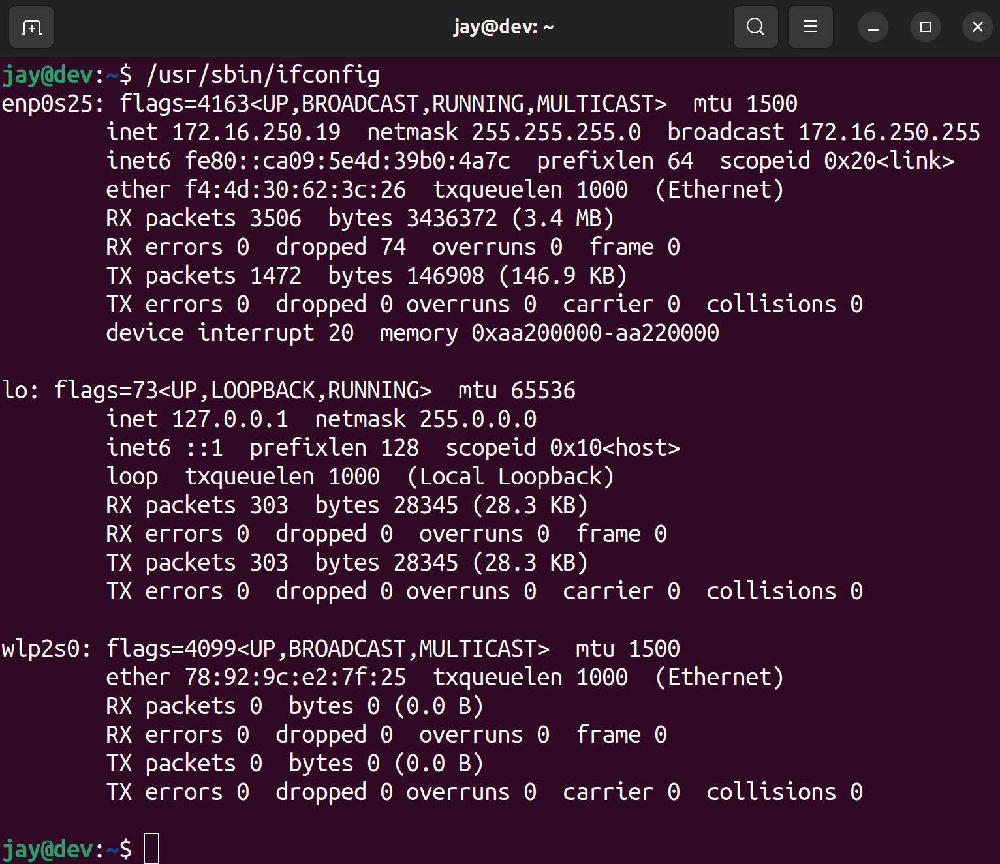 jay@dev: ~
jay@dev:~$ /usr/sbin/ifconfig
enp0s25: flags=4163<UP,BROADCAST,RUNNING,MULTICAST>  mtu 1500
        inet 172.16.250.19  netmask 255.255.255.0  broadcast 172.16.250.255
        inet6 fe80::ca09:5e4d:39b0:4a7c  prefixlen 64  scopeid 0x20<link>
        ether f4:4d:30:62:3c:26  txqueuelen 1000  (Ethernet)
        RX packets 3506  bytes 3436372 (3.4 MB)
        RX errors 0  dropped 74  overruns 0  frame 0
        TX packets 1472  bytes 146908 (146.9 KB)
        TX errors 0  dropped 0 overruns 0  carrier 0  collisions 0
        device interrupt 20  memory 0xaa200000-aa220000

lo: flags=73<UP,LOOPBACK,RUNNING>  mtu 65536
        inet 127.0.0.1  netmask 255.0.0.0
        inet6 ::1  prefixlen 128  scopeid 0x10<host>
        loop  txqueuelen 1000  (Local Loopback)
        RX packets 303  bytes 28345 (28.3 KB)
        RX errors 0  dropped 0  overruns 0  frame 0
        TX packets 303  bytes 28345 (28.3 KB)
        TX errors 0  dropped 0 overruns 0  carrier 0  collisions 0

wlp2s0: flags=4099<UP,BROADCAST,MULTICAST>  mtu 1500
        ether 78:92:9c:e2:7f:25  txqueuelen 1000  (Ethernet)
        RX packets 0  bytes 0 (0.0 B)
        RX errors 0  dropped 0  overruns 0  frame 0
        TX packets 0  bytes 0 (0.0 B)
        TX errors 0  dropped 0 overruns 0  carrier 0  collisions 0

jay@dev:~$